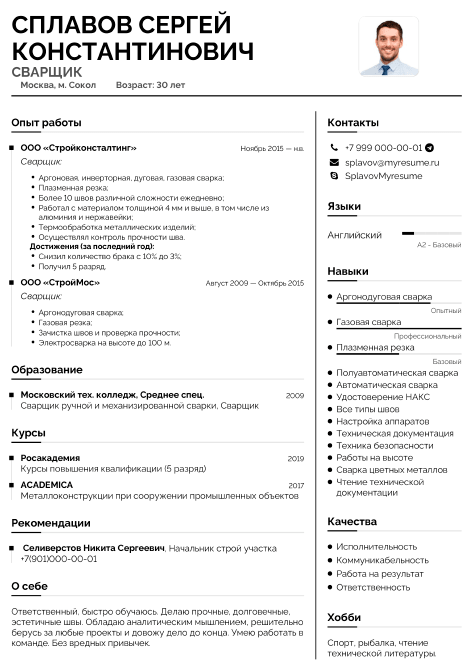 СПЛАВОВ СЕРГЕЙ
КОНСТАНТИНОВИЧ
СВАРЩИК
Москва, м. Сокол Возраст: 30 лет
Опыт работы
ООО «Стройконсталтинг» Ноябрь 2015 — н.в.
Сварщик:
Аргоновая, инверторная, дуговая, газовая сварка;
Плазменная резка;
Более 10 швов различной сложности ежедневно;
Работал с материалом толщиной 4 мм и выше, в том числе из
алюминия и нержавейки;
Термообработка металлических изделий;
Осуществлял контроль прочности шва.
Достижения (за последний год):
Снизил количество брака с 10% до 3%;
Получил 5 разряд.
ООО «СтройМос» Август 2009 — Октябрь 2015
Сварщик:
Аргонодуговая сварка;
Газовая резка;
Зачистка швов и проверка прочности;
Электросварка на высоте до 100 м.
Образование
Московский тех. колледж, Среднее спец. 2009
Сварщик ручной и механизированной сварки, Сварщик
Курсы
Росакадемия 2019
Курсы повышения квалификации (5 разряд)
ACADEMICA 2017
Металлоконструкции при сооружении промышленных объектов
Рекомендации
Селиверстов Никита Сергеевич, Начальник строй участка
+7(901)000-00-01
О себе
Ответственный, быстро обучаюсь. Делаю прочные, долговечные,
эстетичные швы. Обладаю аналитическим мышлением, решительно
берусь за любые проекты и довожу дело до конца. Умею работать в
команде. Без вредных привычек.
Контакты
+7 999 000-00-01
splavov@myresume.ru
SplavovMyresume
Языки
Английский
A2 - Базовый
Навыки
Аргонодуговая сварка
Опытный
Газовая сварка
Профессиональный
Плазменная резка
Базовый
Полуавтоматическая сварка
Автоматическая сварка
Удостоверение НАКС
Все типы швов
Настройка аппаратов
Техническая документация
Техника безопасности
Работы на высоте
Сварка цветных металлов
Чтение технической
документации
Качества
Исполнительность
Коммуникабельность
Работа на результат
Ответственность
Хобби
Спорт, рыбалка, чтение
технической литературы.